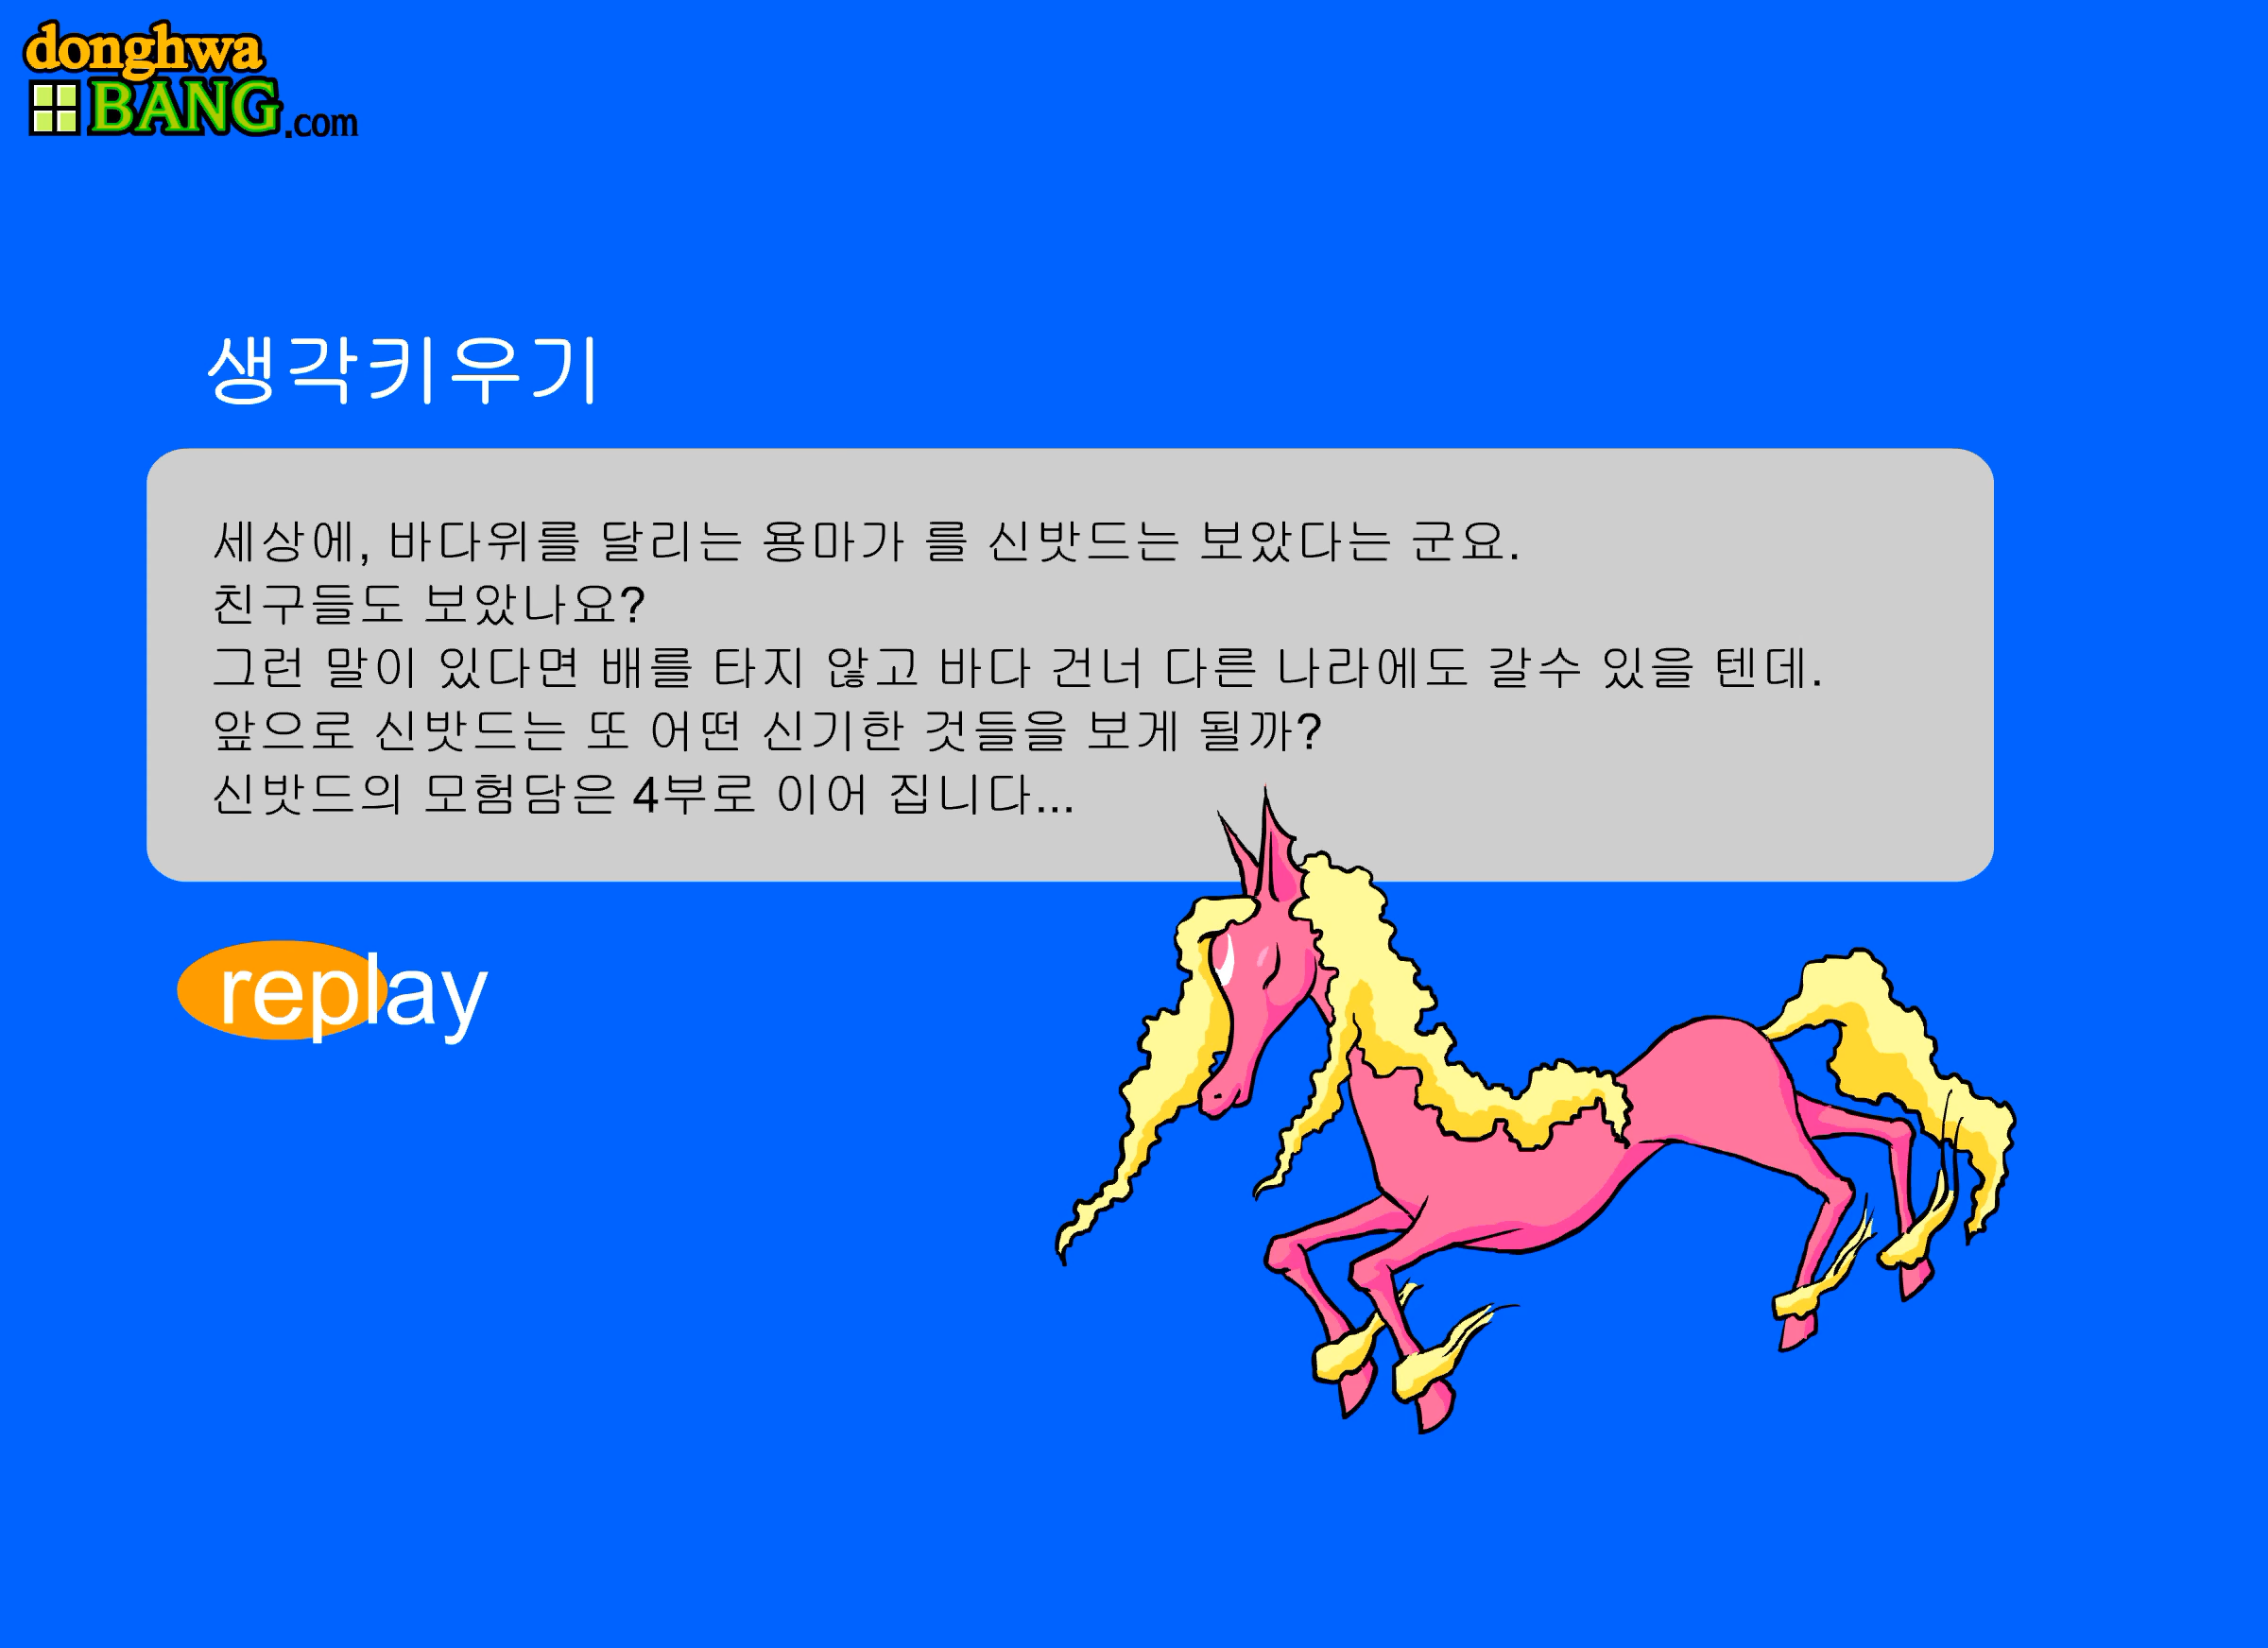 donghwa
BANG.com
생각키우기
세상에, 바다위를 달리는 용마가 를 신밧드는 보았다는 군요.
친구들도 보았나요?
그런 말이 있다면 배를 타지 않고 바다 건너 다른 나라에도 갈수 있을 텐데.
앞으로 신밧드는 또 어떤 신기한 것들을 보게 될까?
신밧드의 모험담은 4부로 이어 집니다...
replay